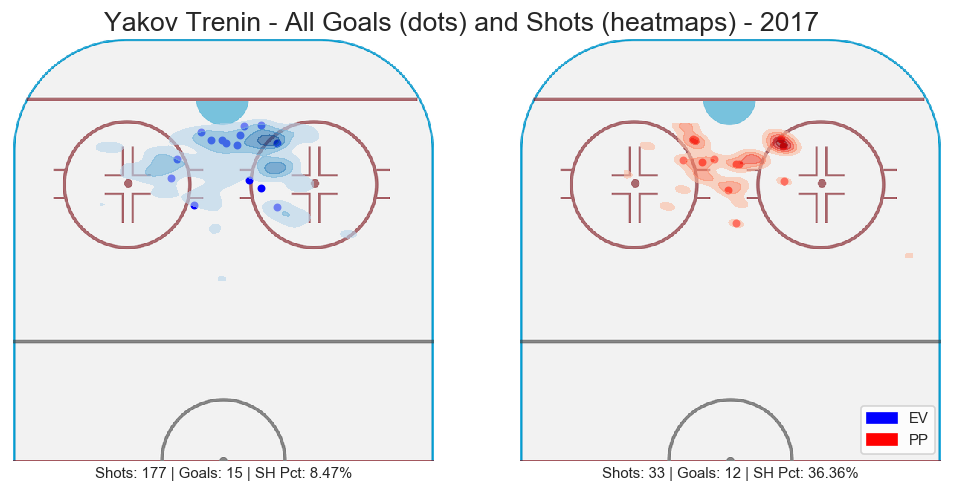 Yakov Trenin - All Goals (dots) and Shots (heatmaps) - 2017
EV
PP
Shots: 177 | Goals: 15 | SH Pct: 8.47%
Shots: 33 | Goals: 12 | SH Pct: 36.36%